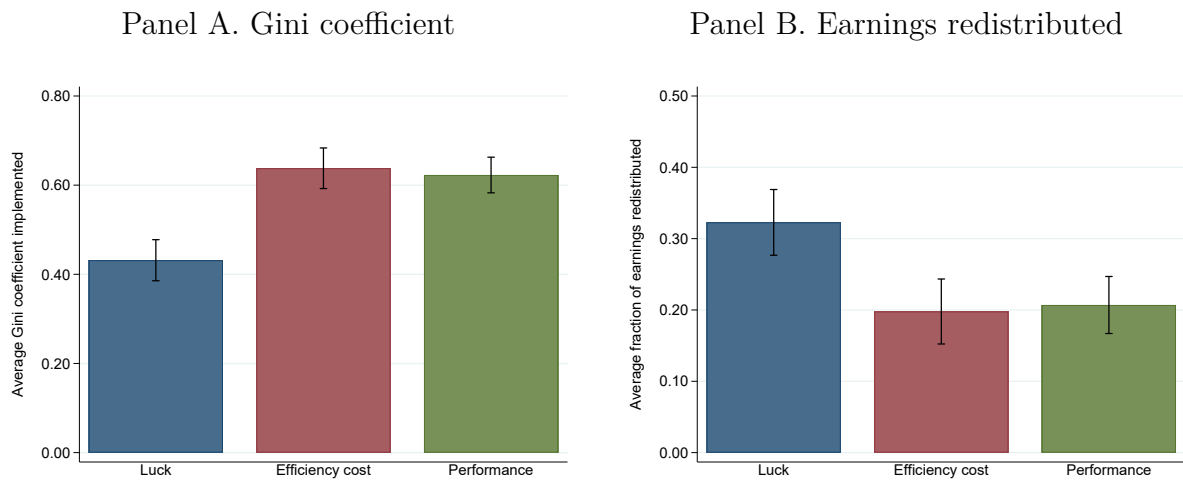 Panel A. Gini coefficient
Average Gini coefficient implemented
0.80
0.60
0.40
0.20
0.00
Luck
Efficiency cost
Performance
Panel B. Earnings redistributed
Average fraction of earnings redistributed
0.50
0.40
0.30
0.20
0.10
0.00
Luck
Efficiency cost
Performance